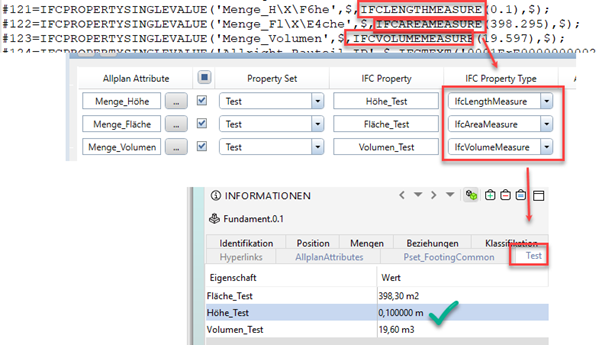 #121=IFCPROPERTYSINGLEVALUE('Menge_H\X\F6he',$,IFCLENGTHMEASURE(0.1),$);
#122=IFCPROPERTYSINGLEVALUE('Menge_Fl\X\E4che',$,IFCAREAMEASURE(398.295),$);
#123=IFCPROPERTYSINGLEVALUE('Menge_Volumen',$,IFCVOLUMEMEASURE(19.597),$);
Allplan Attribute Property Set IFC Property IFC Property Type
Menge_Höhe ... Test Höhe_Test IfcLengthMeasure
Menge_Fläche ... Test Fläche_Test IfcAreaMeasure
Menge_Volumen ... Test Volumen_Test IfcVolumeMeasure
INFORMATIONEN
Fundament.0.1
Identifikation Position Mengen Beziehungen Klassifikation
Hyperlinks AllplanAttributes Pset_FootingCommon Test
Eigenschaft Wert
Fläche_Test 398,30 m2
Höhe_Test 0,100000 m
Volumen_Test 19,60 m3